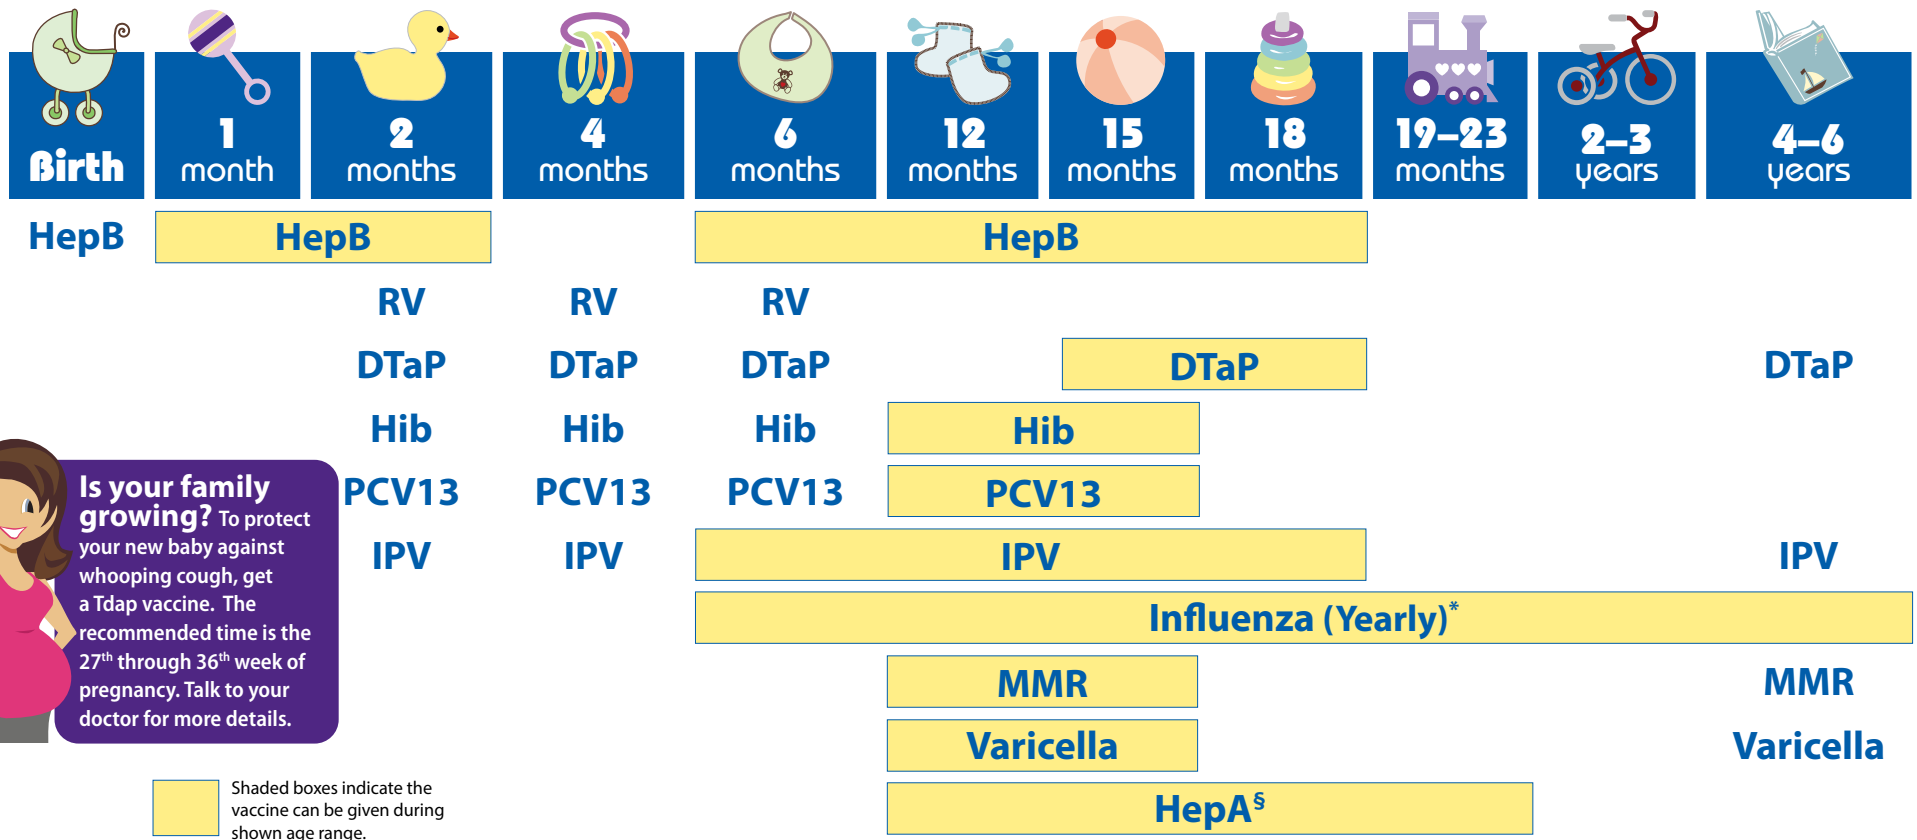 Birth
1
month
2
months
4
months
6
months
12
months
15
months
18
months
19–23
months
2–3
years
4–6
years
HepB HepB HepB
RV RV RV
DTaP DTaP DTaP DTaP DTaP
Hib Hib Hib Hib
PCV13 PCV13 PCV13 PCV13
IPV IPV IPV IPV
Influenza (Yearly)*
MMR MMR
Varicella Varicella
HepA§
Is your family
growing? To protect
your new baby against
whooping cough, get
a Tdap vaccine. The
recommended time is the
27th through 36th week of
pregnancy. Talk to your
doctor for more details.
Shaded boxes indicate the
vaccine can be given during
shown age range.